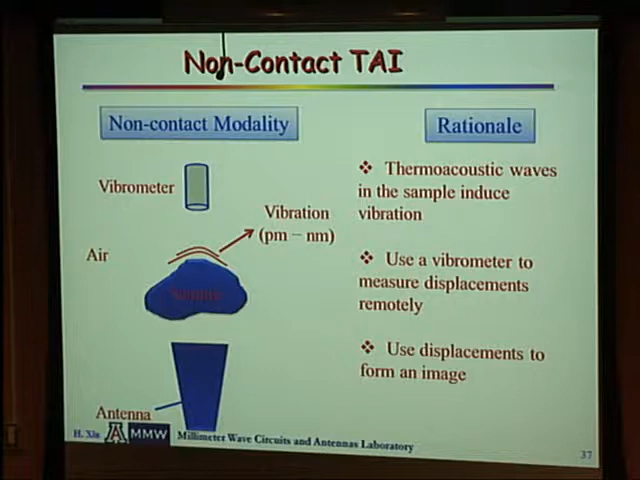 Non-Contact TAI
Non-contact Modality
Rationale
Vibrometer
Vibration
(pm – nm)
Air
Sample
Antenna
❖ Thermoacoustic waves
in the sample induce
vibration
❖ Use a vibrometer to
measure displacements
remotely
❖ Use displacements to
form an image
H. Xin
A MMW
Millimeter Wave Circuits and Antennas Laboratory
37